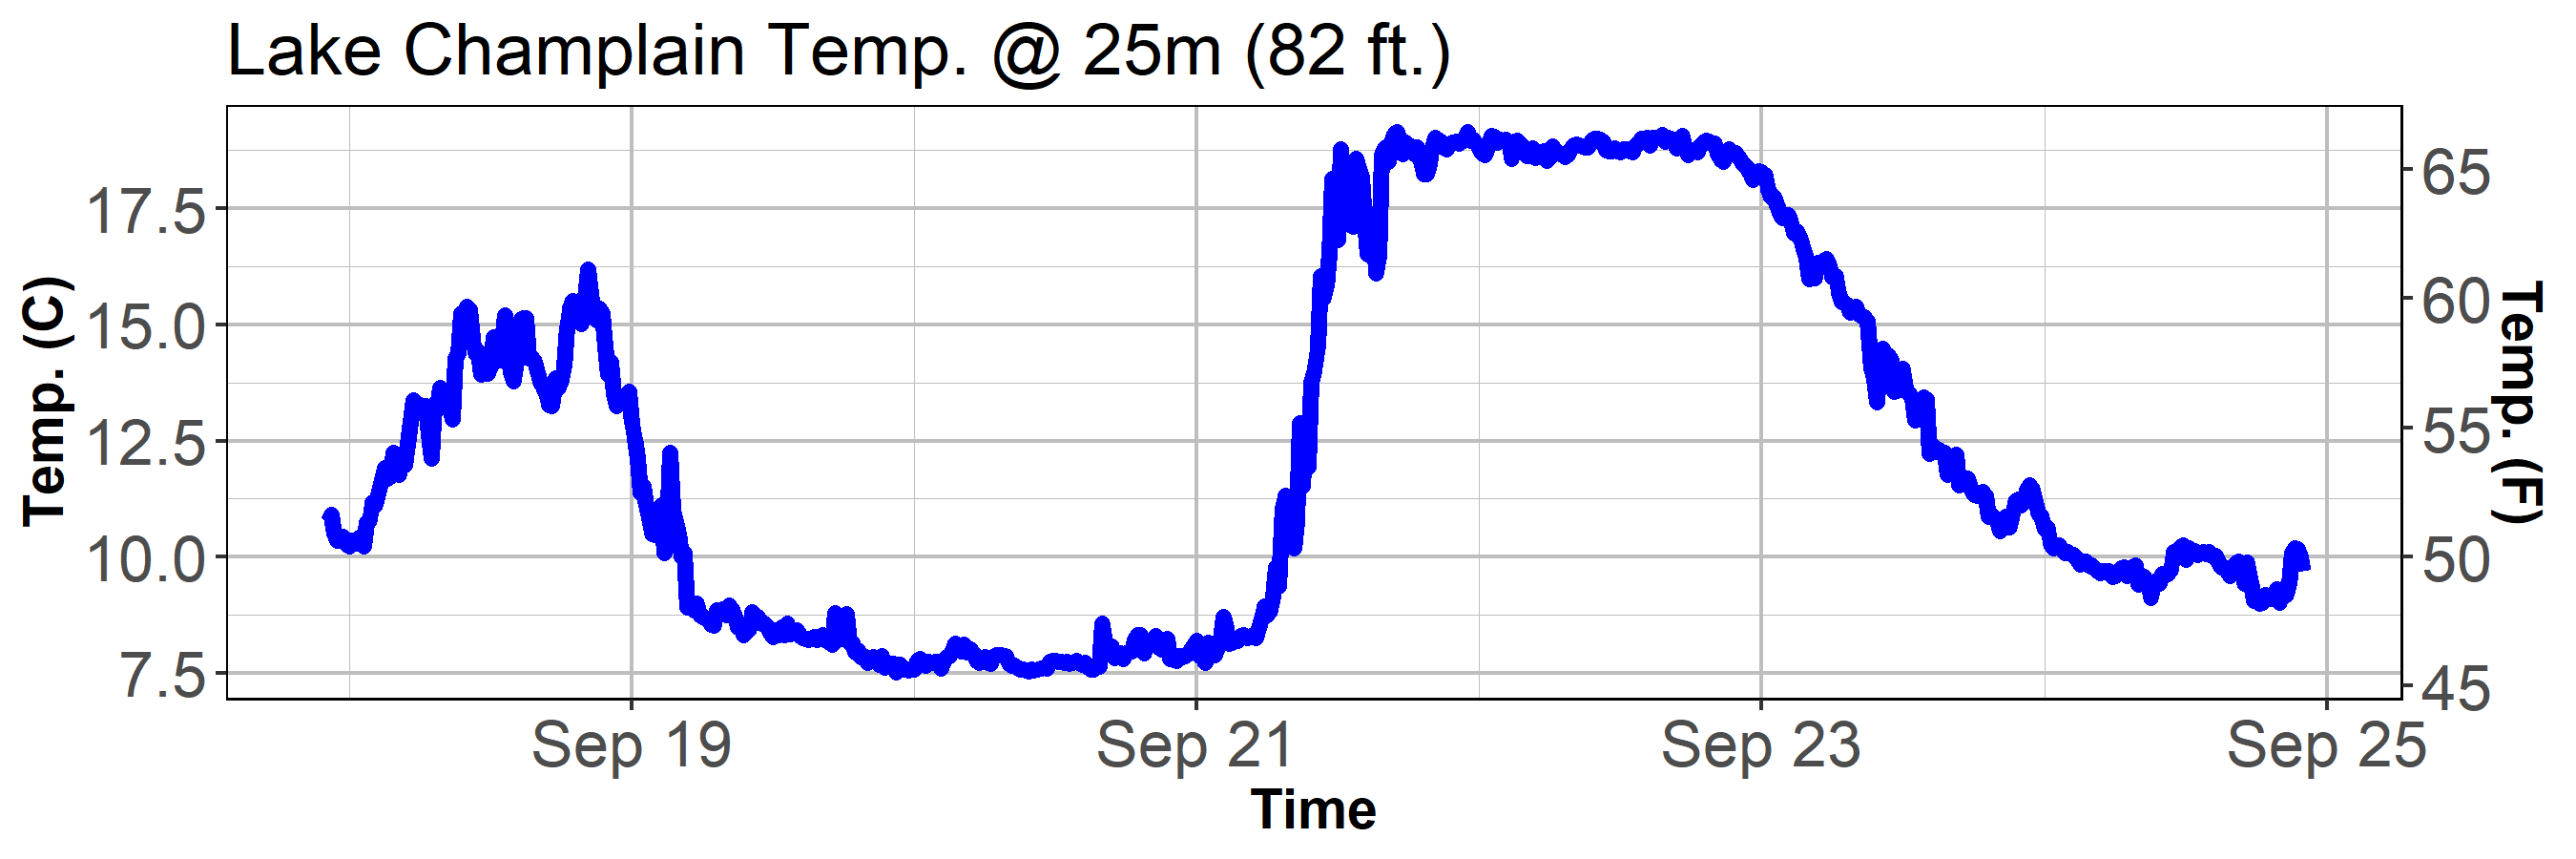 Lake Champlain Temp. @ 25m (82 ft.)
Temp. (C)
17.5
15.0
12.5
10.0
7.5
65
60
55
50
45
Temp. (F)
Sep 19 Sep 21 Sep 23 Sep 25
Time